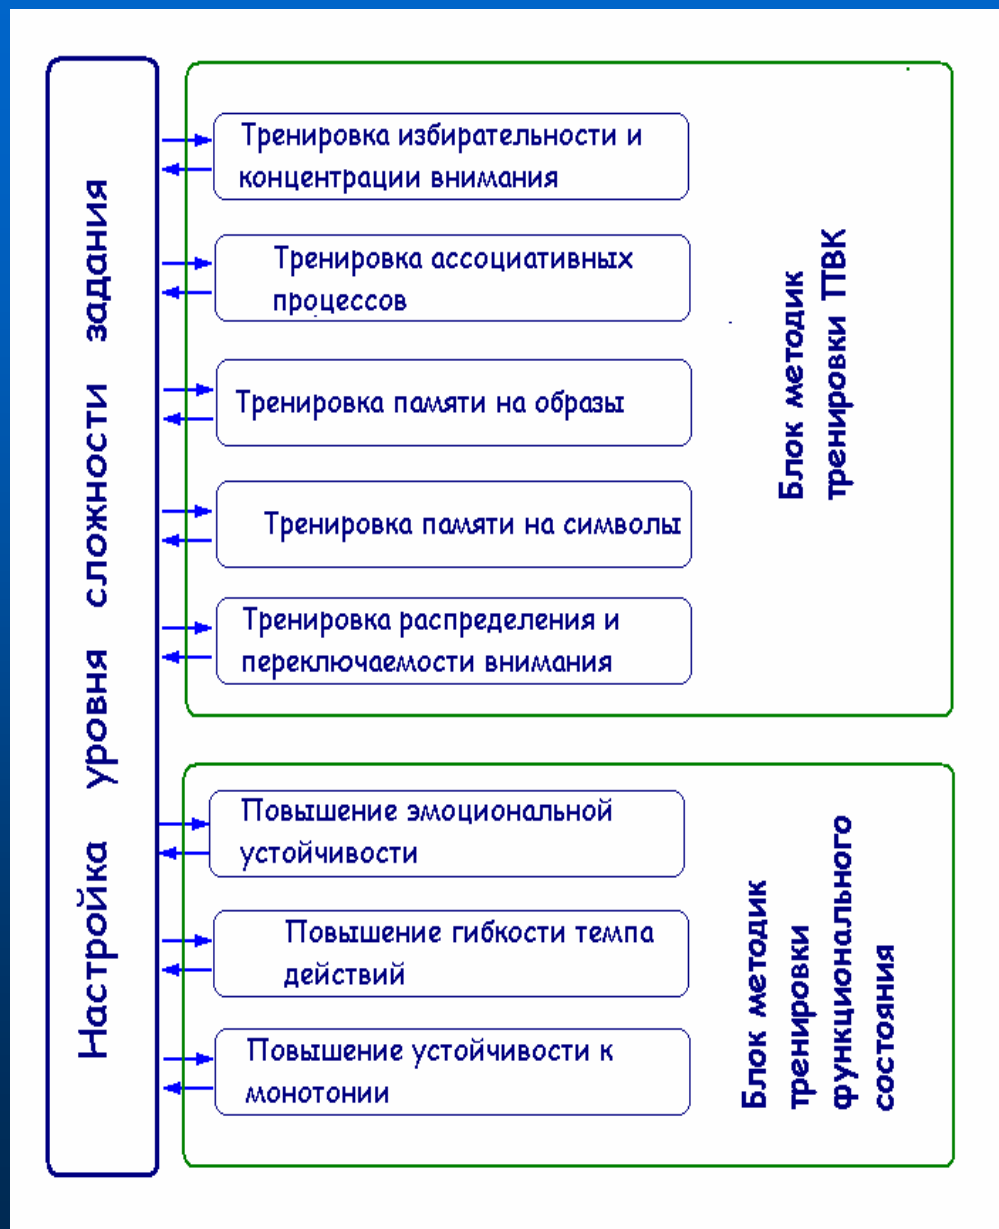 Настройка уровня сложности задания
Тренировка избирательности и
концентрации внимания
Тренировка ассоциативных
процессов
Тренировка памяти на образы
Тренировка памяти на символы
Тренировка распределения и
переключаемости внимания
Блок методик
тренировки ПВК
Повышение эмоциональной
устойчивости
Повышение гибкости темпа
действий
Повышение устойчивости к
монотонии
Блок методик
тренировки
функционального
состояния